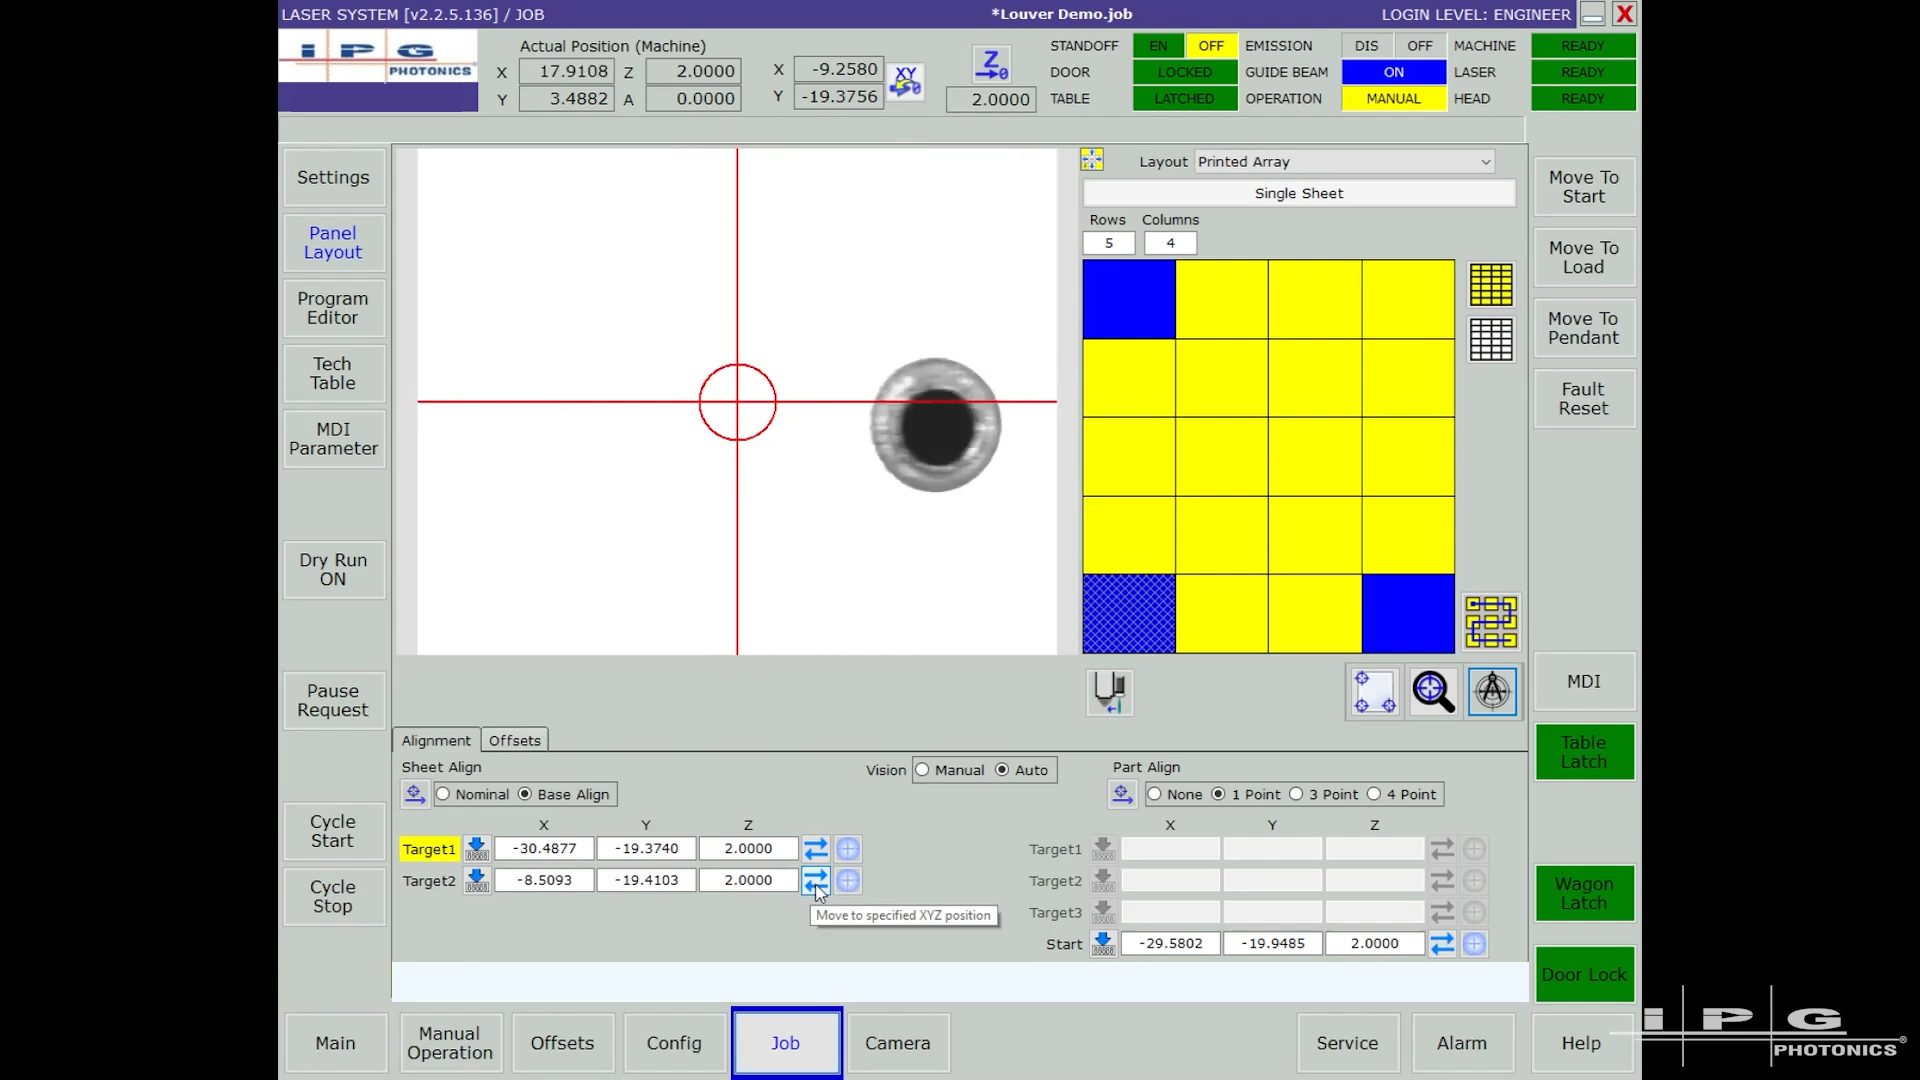 LASER SYSTEM [v2.2.5.136] / JOB
*Louver Demo.job
LOGIN LEVEL: ENGINEER
X
IPG
PHOTONICS
Actual Position (Machine)
X 17.9108 Z 2.0000
Y 3.4882 A 0.0000
X -9.2580
Y -19.3756
XY
Z
2.0000
STANDOFF EN OFF EMISSION DIS OFF MACHINE READY
DOOR LOCKED GUIDE BEAM ON LASER READY
TABLE LATCHED OPERATION MANUAL HEAD READY
Settings
Panel
Layout
Program
Editor
Tech
Table
MDI
Parameter
Dry Run
ON
Pause
Request
Cycle
Start
Cycle
Stop
Layout Printed Array
Single Sheet
Rows Columns
5 4
Move To
Start
Move To
Load
Move To
Pendant
Fault
Reset
MDI
Table
Latch
Wagon
Latch
Door Lock
Alignment Offsets
Sheet Align
Nominal Base Align
Vision Manual Auto
X Y Z
Target1 -30.4877 -19.3740 2.0000
Target2 -8.5093 -19.4103 2.0000
Move to specified XYZ position
Part Align
None 1 Point 3 Point 4 Point
X Y Z
Target1
Target2
Target3
Start -29.5802 -19.9485 2.0000
Main
Manual
Operation
Offsets
Config
Job
Camera
Service
Alarm
Help
IPG
PHOTONICS®